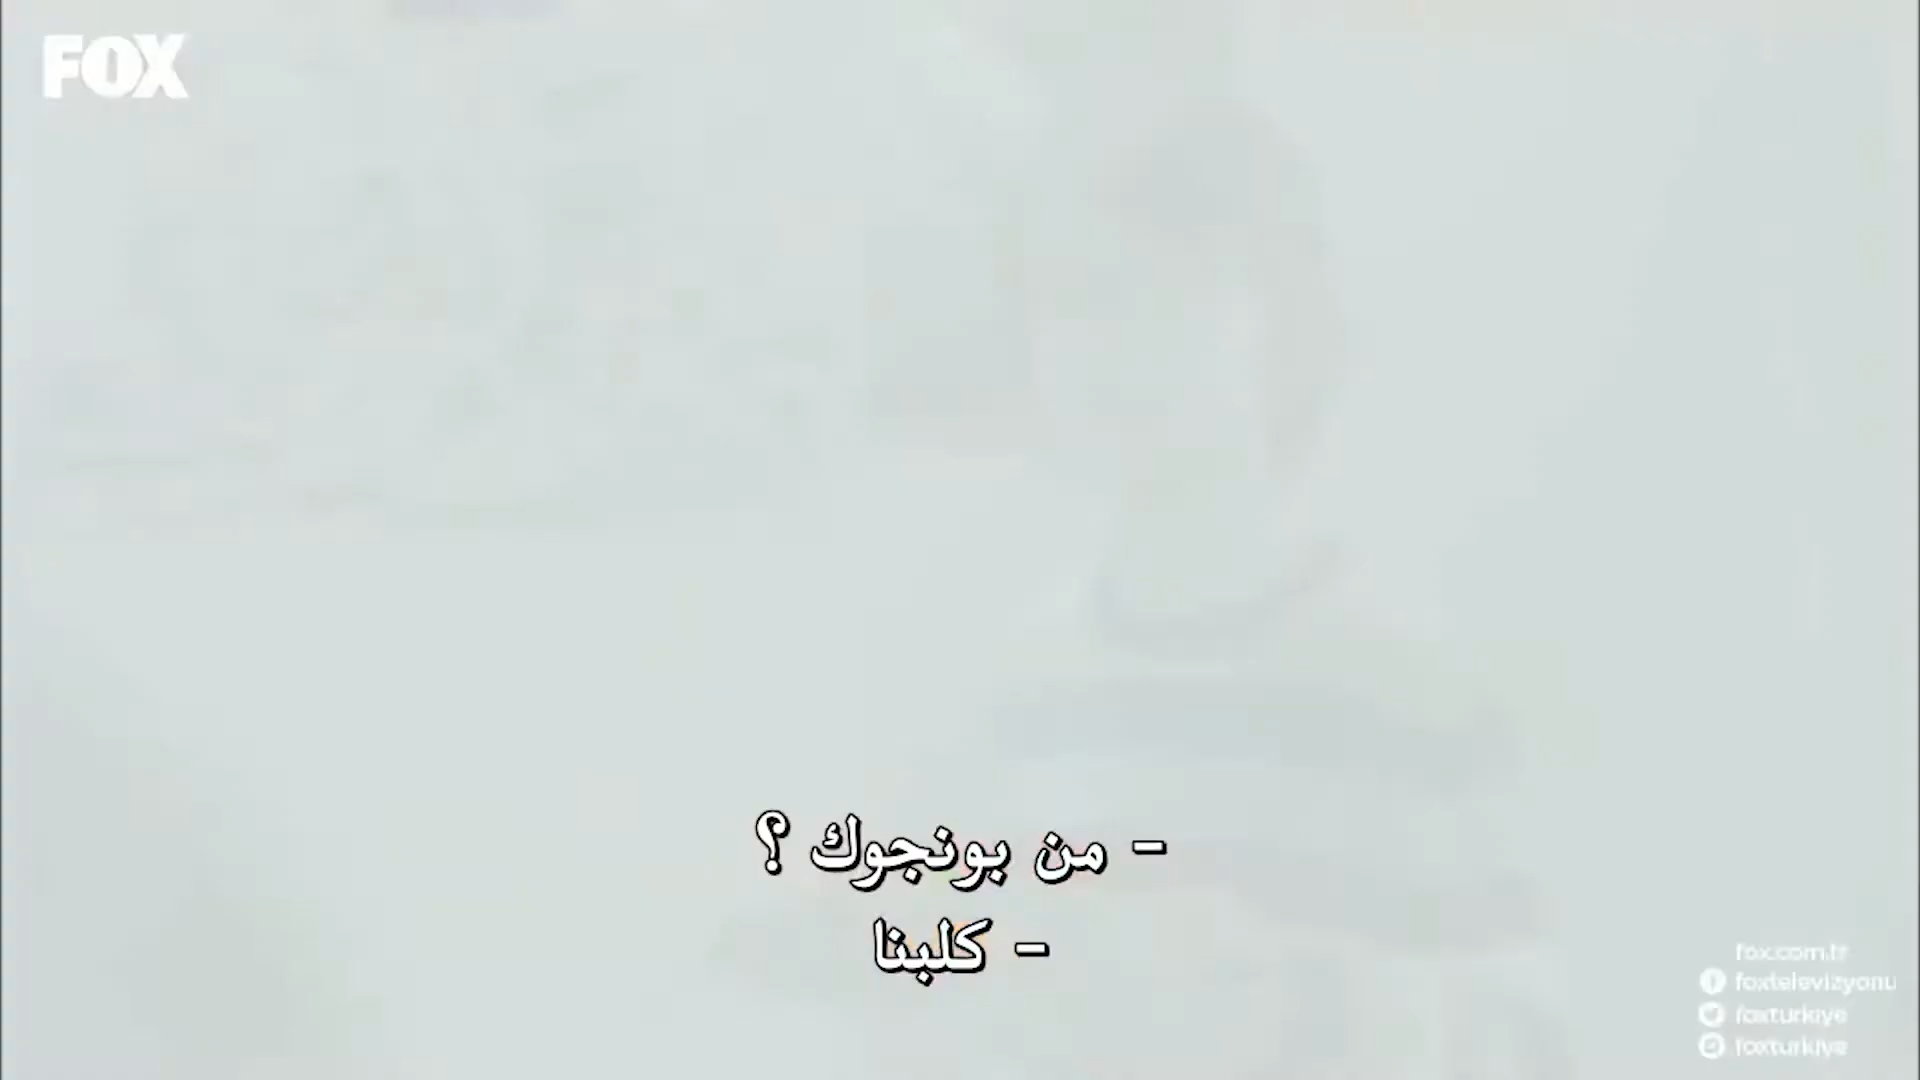 FOX
- من بونجوك ؟
- كلبنا
fox.com.tr
foxtelevizyonu
foxturkiye
foxturkiye